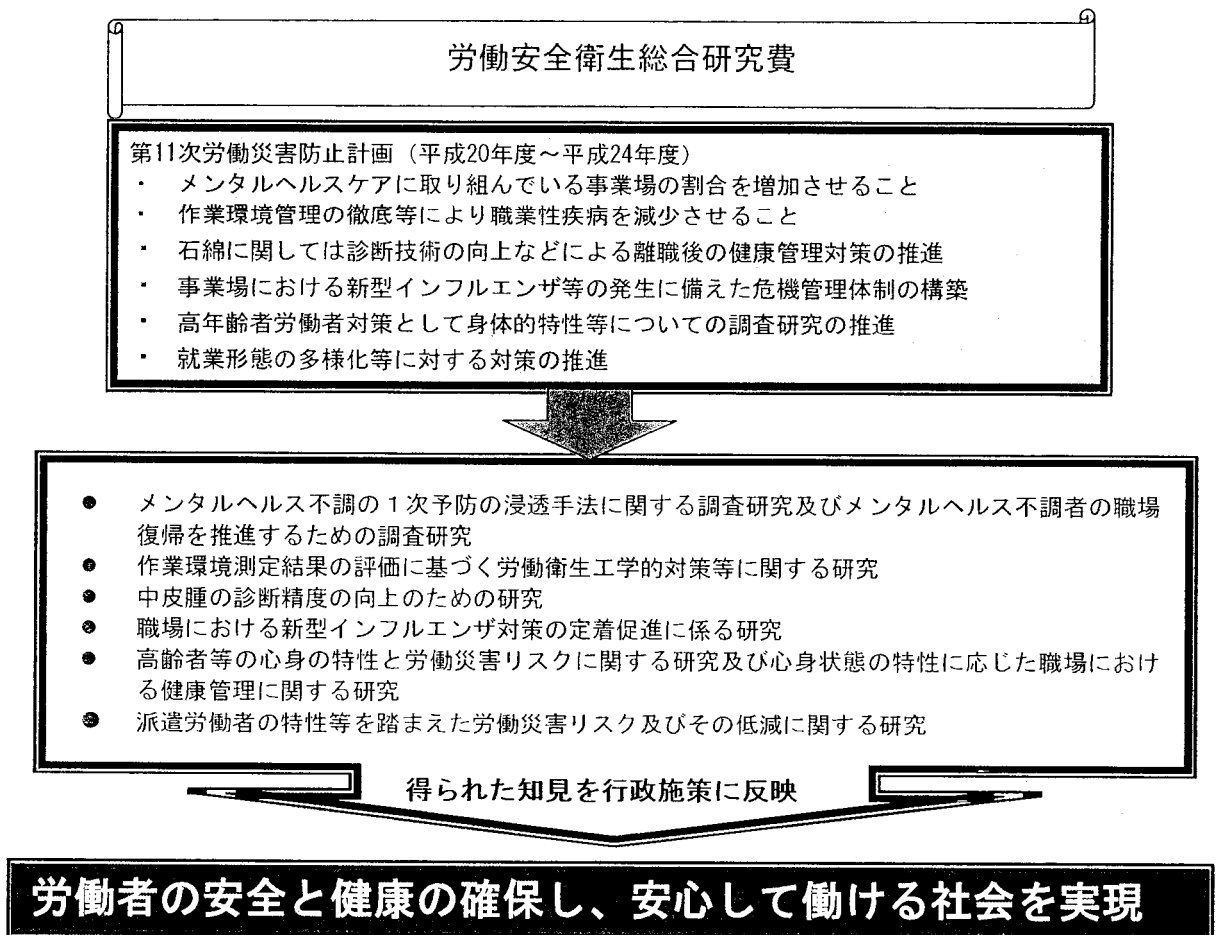 労働安全衛生総合研究費
第11次労働災害防止計画（平成20年度～平成24年度）
・ メンタルヘルスケアに取り組んでいる事業場の割合を増加させること
・ 作業環境管理の徹底等により職業性疾病を減少させること
・ 石綿に関しては診断技術の向上などによる離職後の健康管理対策の推進
・ 事業場における新型インフルエンザ等の発生に備えた危機管理体制の構築
・ 高年齢者労働者対策として身体的特性等についての調査研究の推進
・ 就業形態の多様化等に対する対策の推進
● メンタルヘルス不調の１次予防の浸透手法に関する調査研究及びメンタルヘルス不調者の職場
復帰を推進するための調査研究
● 作業環境測定結果の評価に基づく労働衛生工学的対策等に関する研究
● 中皮腫の診断精度の向上のための研究
● 職場における新型インフルエンザ対策の定着促進に係る研究
● 高齢者等の心身の特性と労働災害リスクに関する研究及び心身状態の特性に応じた職場におけ
る健康管理に関する研究
● 派遣労働者の特性等を踏まえた労働災害リスク及びその低減に関する研究
得られた知見を行政施策に反映
労働者の安全と健康の確保し、安心して働ける社会を実現